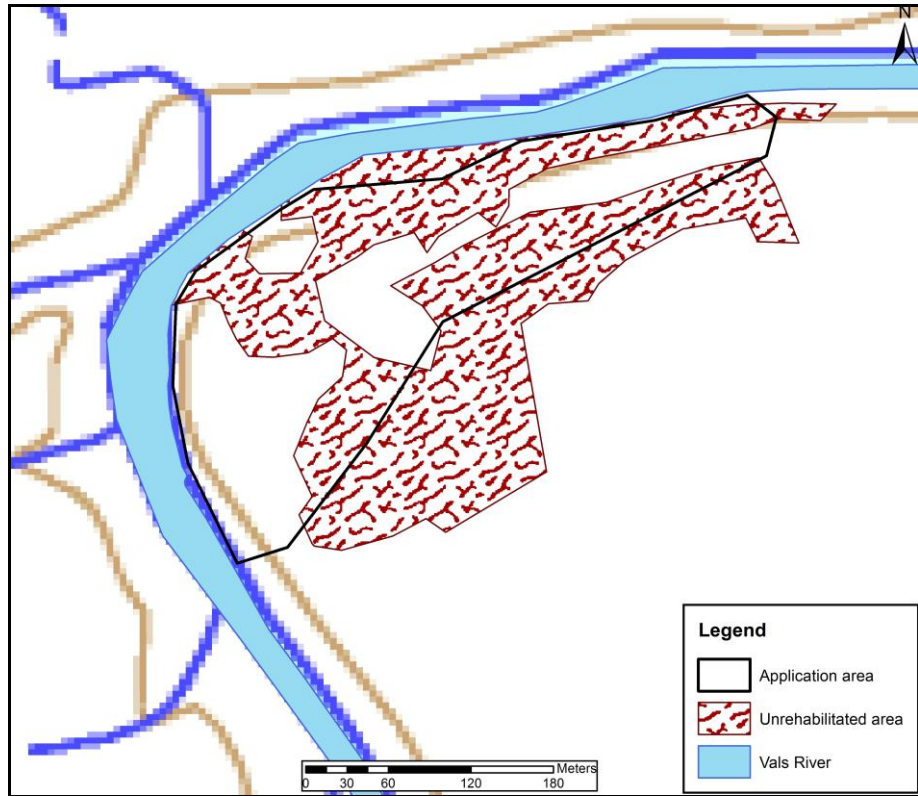 N
Legend
Application area
Unrehabilitated area
Vals River
Meters
0 30 60 120 180